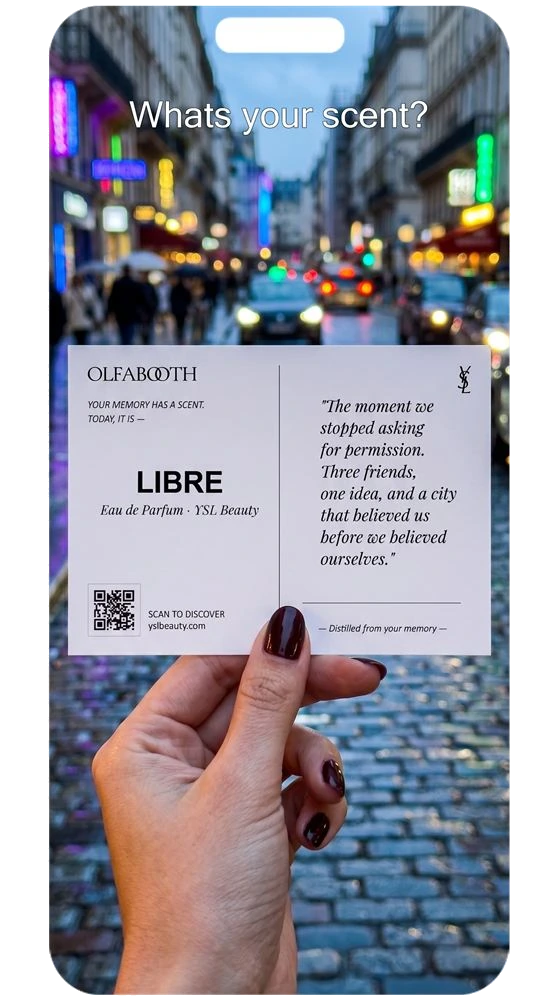 Whats your scent?
OLFABOOTH
YOUR MEMORY HAS A SCENT.
TODAY, IT IS —
LIBRE
Eau de Parfum · YSL Beauty
SCAN TO DISCOVER
yslbeauty.com
YSL
"The moment we
stopped asking
for permission.
Three friends,
one idea, and a city
that believed us
before we believed
ourselves."
— Distilled from your memory —